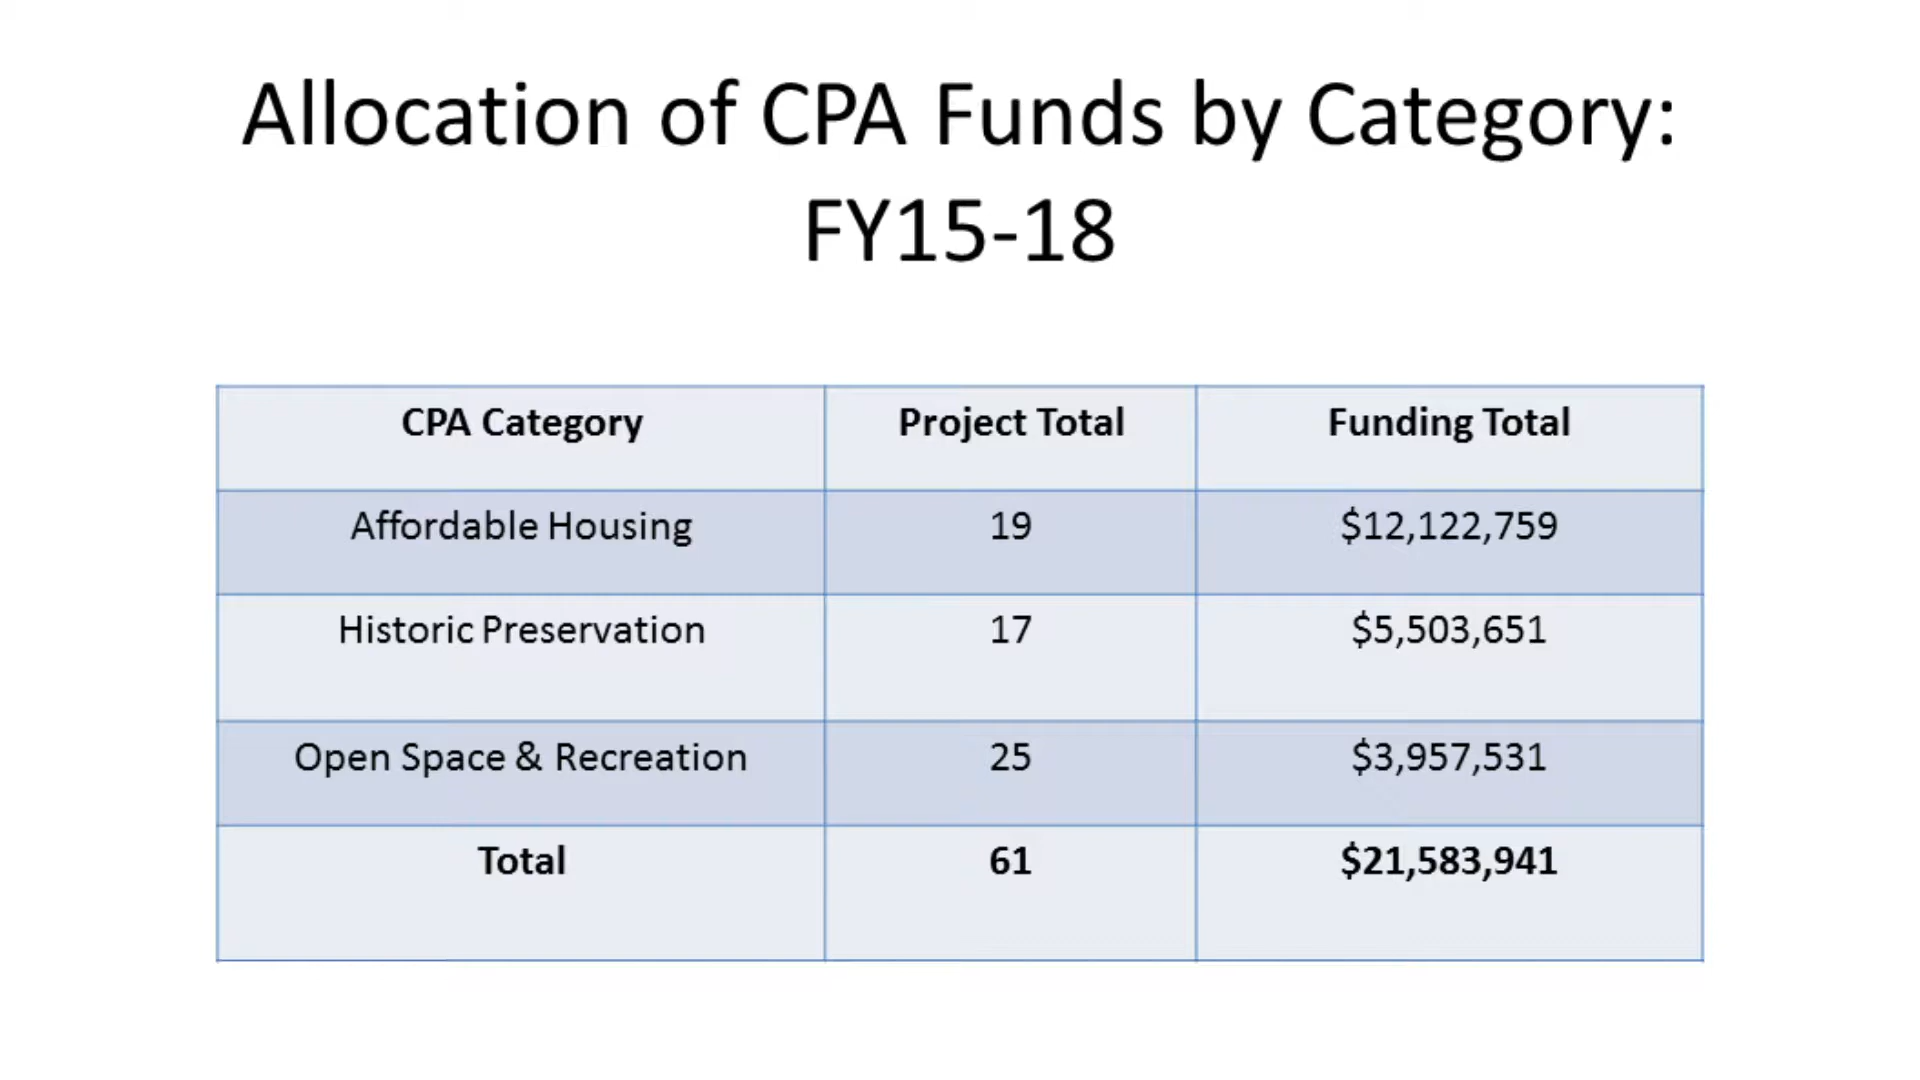 Allocation of CPA Funds by Category:
FY15-18
CPA Category Project Total Funding Total
Affordable Housing 19 $12,122,759
Historic Preservation 17 $5,503,651
Open Space & Recreation 25 $3,957,531
Total 61 $21,583,941